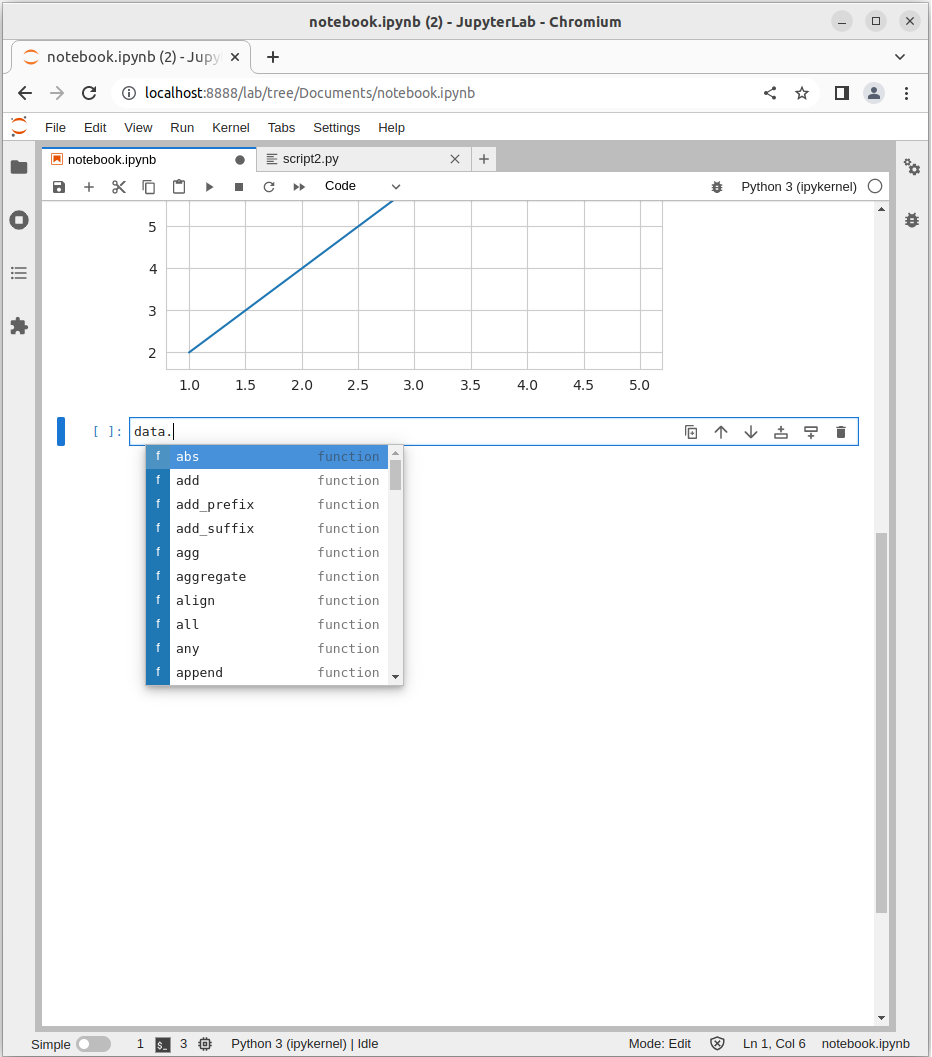 notebook.ipynb (2) - JupyterLab - Chromium
notebook.ipynb (2) - Jupy
localhost:8888/lab/tree/Documents/notebook.ipynb
File Edit View Run Kernel Tabs Settings Help
notebook.ipynb script2.py
Code Python 3 (ipykernel)
5
4
3
2
1.0 1.5 2.0 2.5 3.0 3.5 4.0 4.5 5.0
[ ]: data.
f abs function
f add function
f add_prefix function
f add_suffix function
f agg function
f aggregate function
f align function
f all function
f any function
f append function
Simple 1 $_ 3 Python 3 (ipykernel) | Idle Mode: Edit Ln 1, Col 6 notebook.ipynb